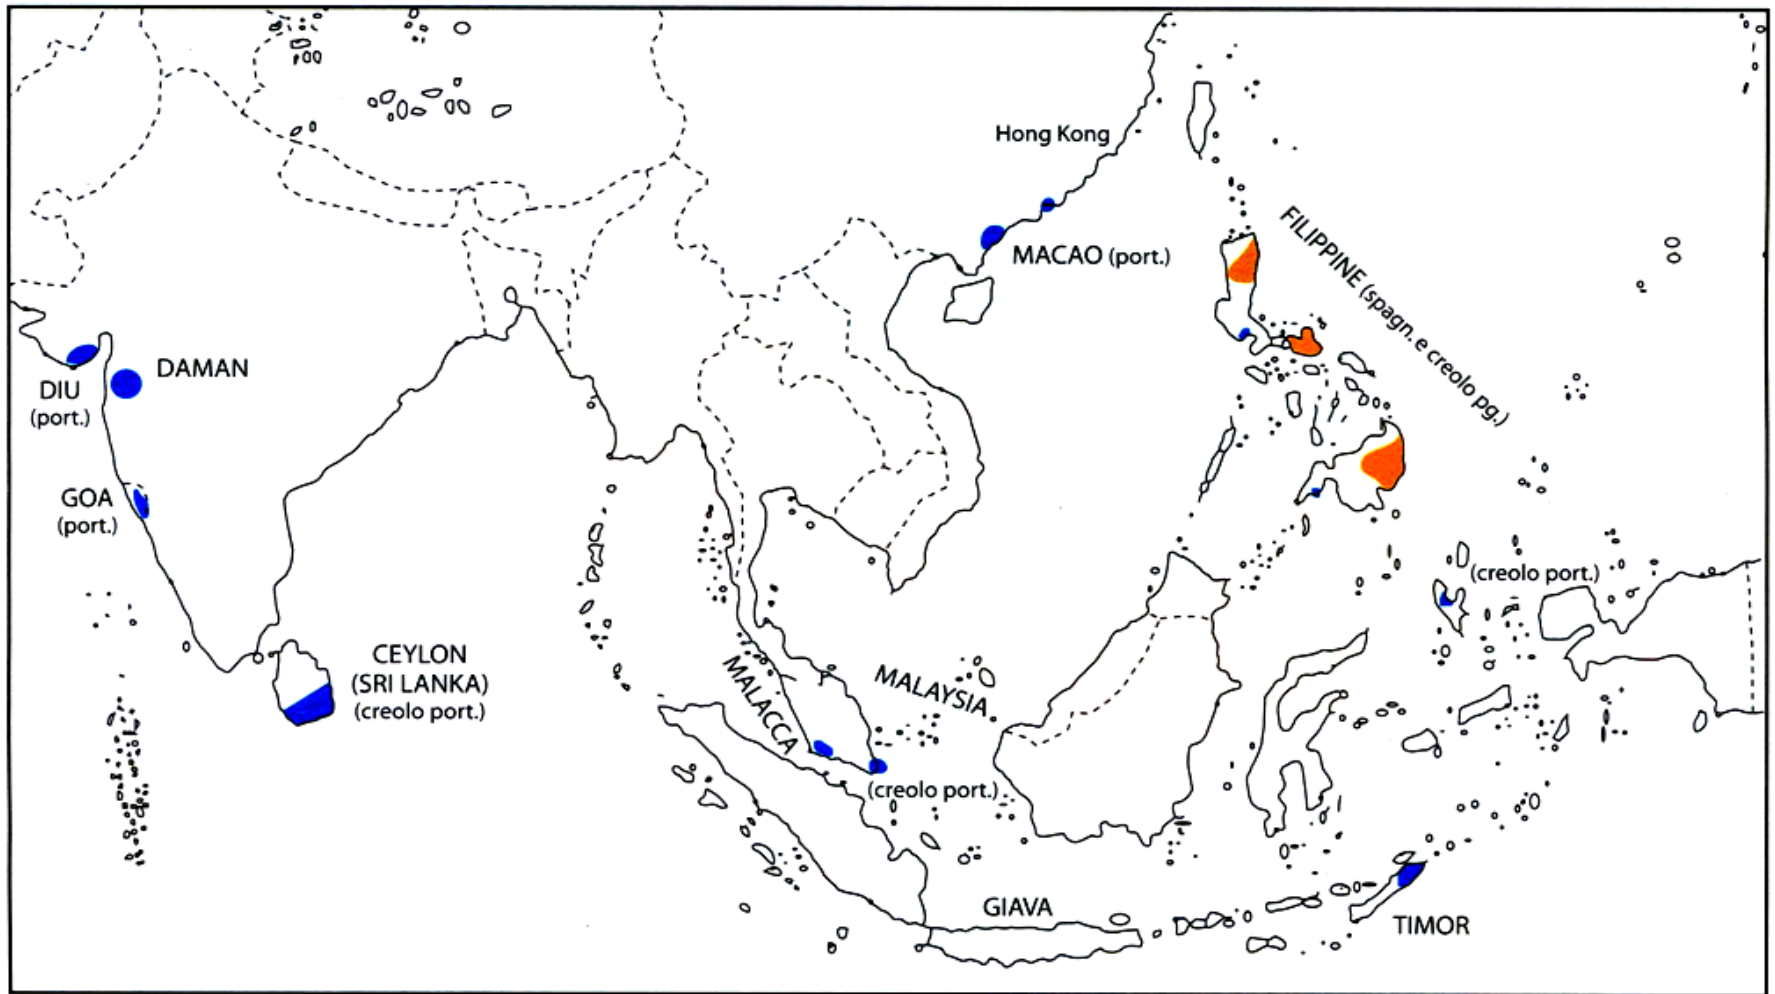 Hong Kong
MACAO (port.)
FILIPPINE (spagn. e creolo pg.)
DAMAN
DIU
(port.)
GOA
(port.)
CEYLON
(SRI LANKA)
(creolo port.)
MALACCA
MALAYSIA
(creolo port.)
(creolo port.)
GIAVA
TIMOR